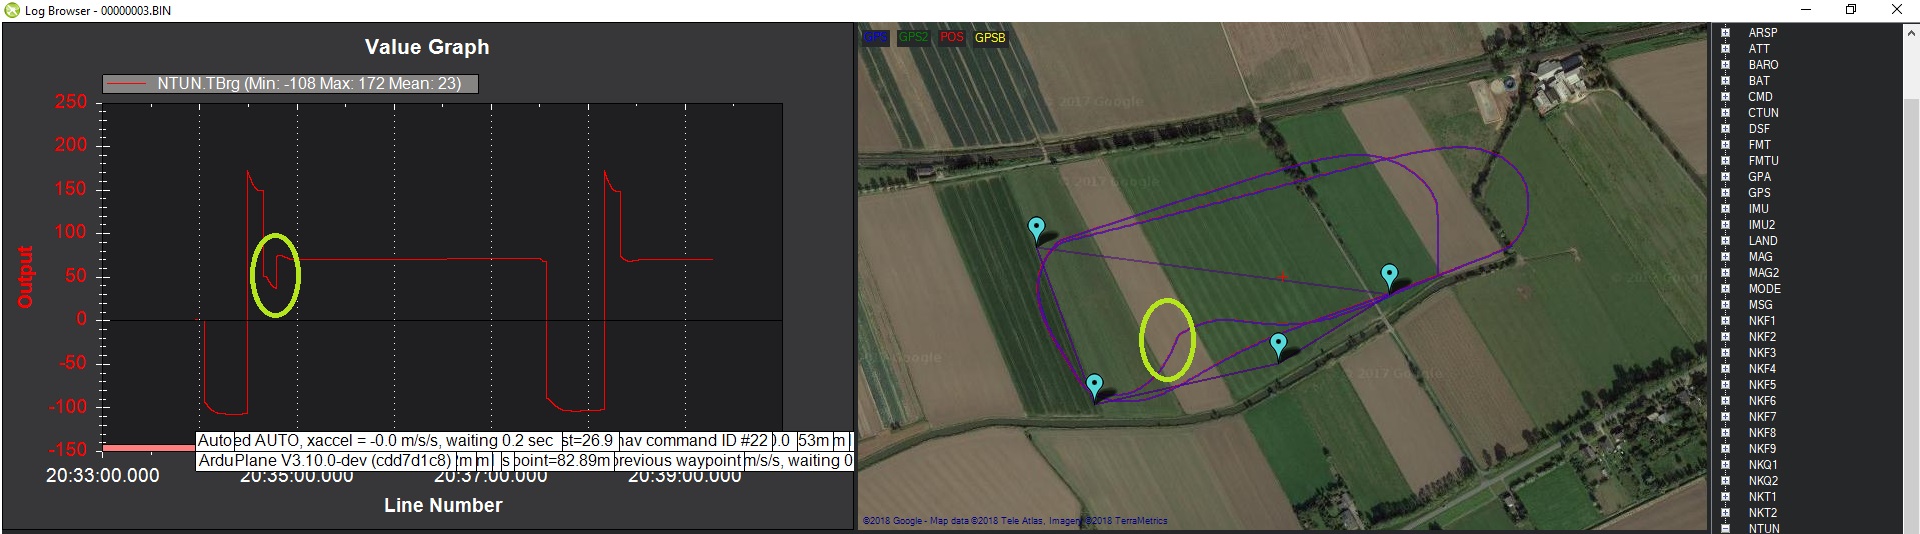 Log Browser - 00000003.BIN
Value Graph
NTUN.TBrg (Min: -108 Max: 172 Mean: 23)
250
200
150
100
50
0
-50
-100
-150
Output
Autoed AUTO, xaccel = -0.0 m/s/s, waiting 0.2 sec st=26.9 nav command ID #22 0.0 53m m
ArduPlane V3.10.0-dev (cdd7d1c8) m s point=82.89m previous waypoint m/s/s, waiting 0
20:33:00.000 20:35:00.000 20:37:00.000 20:39:00.000
Line Number
GPS GPS2 POS GPSB
2017 Google
2017 Google
Google
2017 Google
©2018 Google - Map data ©2018 Tele Atlas, Imagery ©2018 TerraMetrics
ARSP
ATT
BARO
BAT
CMD
CTUN
DSF
FMT
FMTU
GPA
GPS
IMU
IMU2
LAND
MAG
MAG2
MODE
MSG
NKF1
NKF2
NKF3
NKF4
NKF5
NKF6
NKF7
NKF8
NKF9
NKQ1
NKQ2
NKT1
NKT2
NTUN